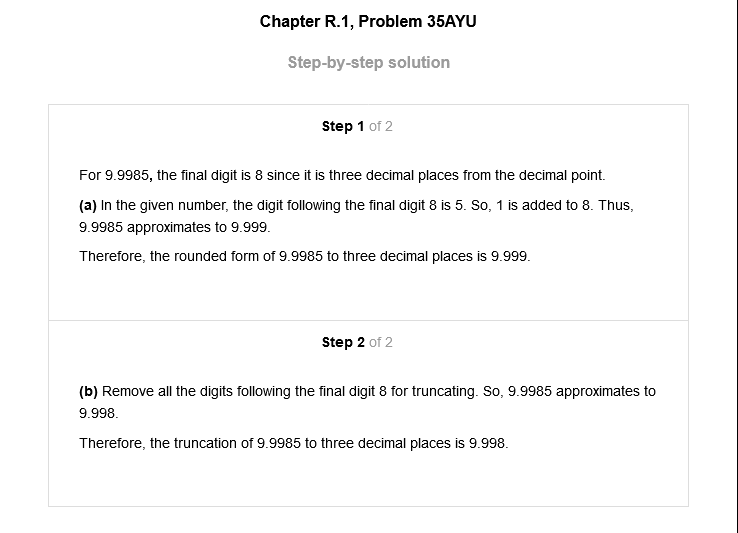 Chapter R.1, Problem 35AYU
Step-by-step solution
Step 1 of 2
For 9.9985, the final digit is 8 since it is three decimal places from the decimal point.
(a) In the given number, the digit following the final digit 8 is 5. So, 1 is added to 8. Thus,
9.9985 approximates to 9.999.
Therefore, the rounded form of 9.9985 to three decimal places is 9.999.
Step 2 of 2
(b) Remove all the digits following the final digit 8 for truncating. So, 9.9985 approximates to
9.998.
Therefore, the truncation of 9.9985 to three decimal places is 9.998.